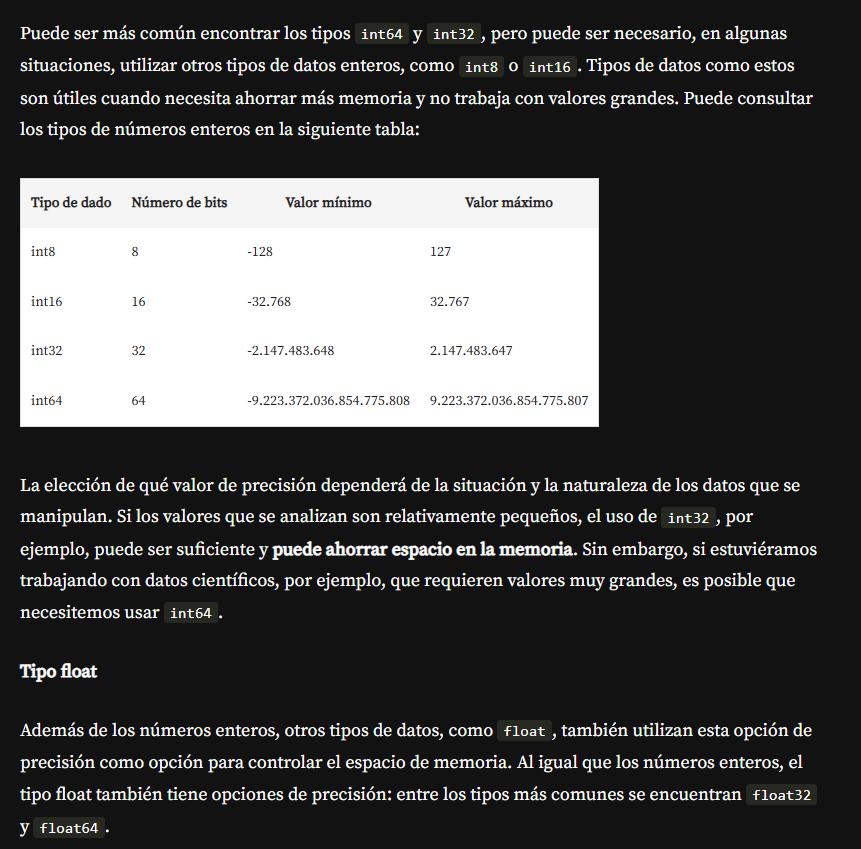 Puede ser más común encontrar los tipos int64 y int32, pero puede ser necesario, en algunas
situaciones, utilizar otros tipos de datos enteros, como int8 o int16. Tipos de datos como estos
son útiles cuando necesita ahorrar más memoria y no trabaja con valores grandes. Puede consultar
los tipos de números enteros en la siguiente tabla:
Tipo de dado Número de bits Valor mínimo Valor máximo
int8 8 -128 127
int16 16 -32.768 32.767
int32 32 -2.147.483.648 2.147.483.647
int64 64 -9.223.372.036.854.775.808 9.223.372.036.854.775.807
La elección de qué valor de precisión dependerá de la situación y la naturaleza de los datos que se
manipulan. Si los valores que se analizan son relativamente pequeños, el uso de int32, por
ejemplo, puede ser suficiente y puede ahorrar espacio en la memoria. Sin embargo, si estuviéramos
trabajando con datos científicos, por ejemplo, que requieren valores muy grandes, es posible que
necesitemos usar int64.
Tipo float
Además de los números enteros, otros tipos de datos, como float, también utilizan esta opción de
precisión como opción para controlar el espacio de memoria. Al igual que los números enteros, el
tipo float también tiene opciones de precisión: entre los tipos más comunes se encuentran float32
y float64.